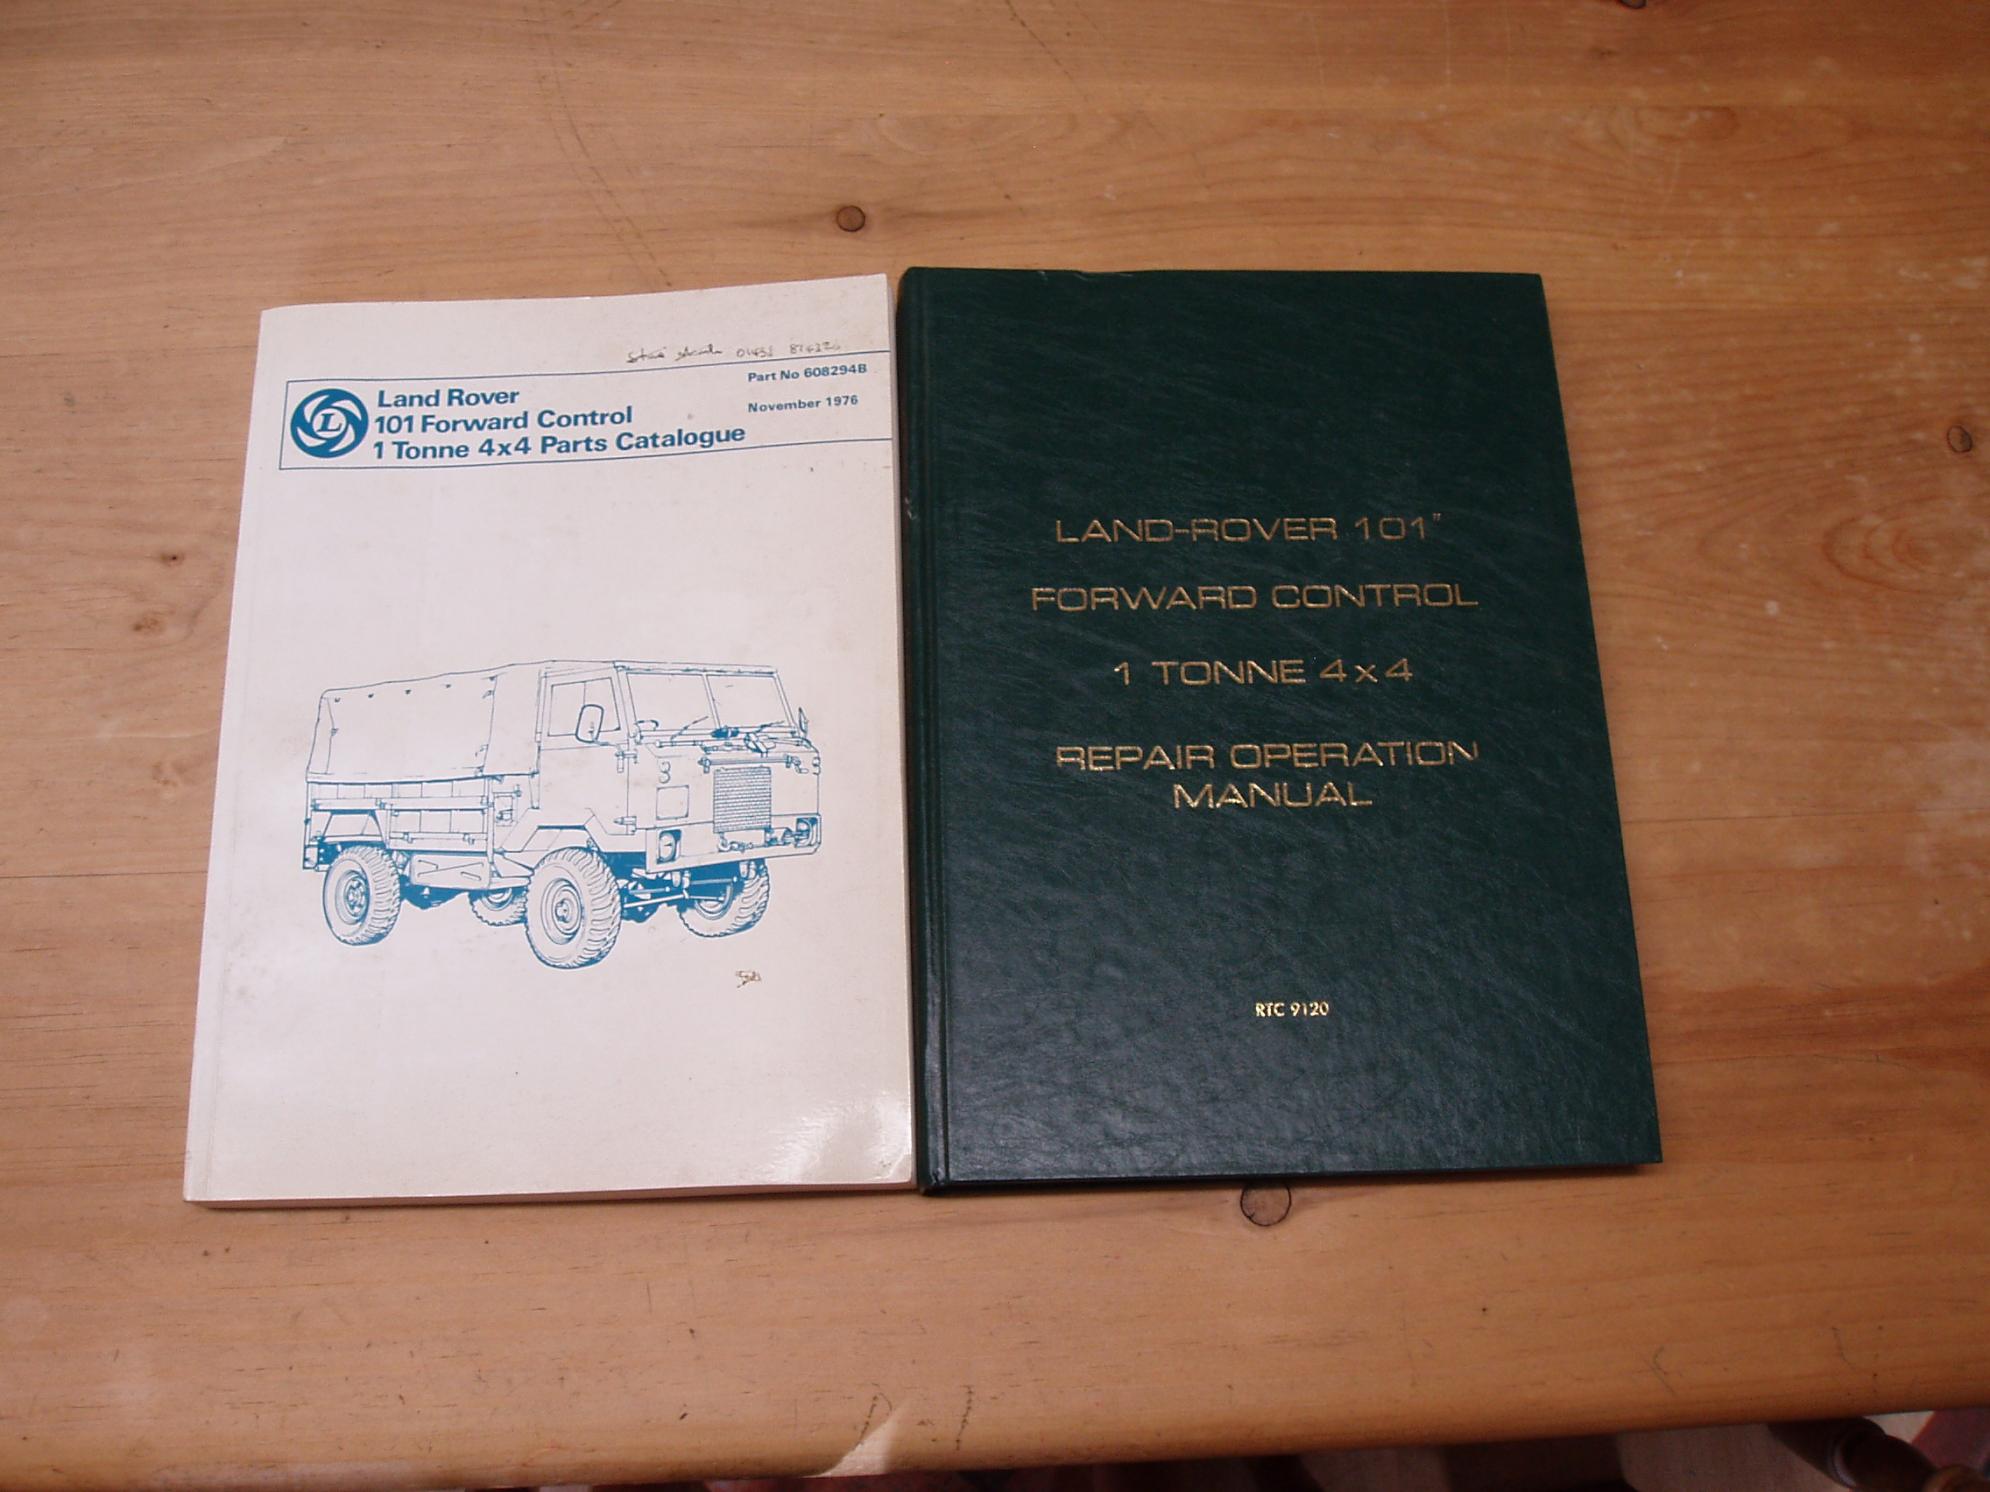 Land Rover
101 Forward Control
1 Tonne 4x4 Parts Catalogue
Part No 608294B
November 1976
L
LAND-ROVER 101"
FORWARD CONTROL
1 TONNE 4x4
REPAIR OPERATION
MANUAL
RTC 9120